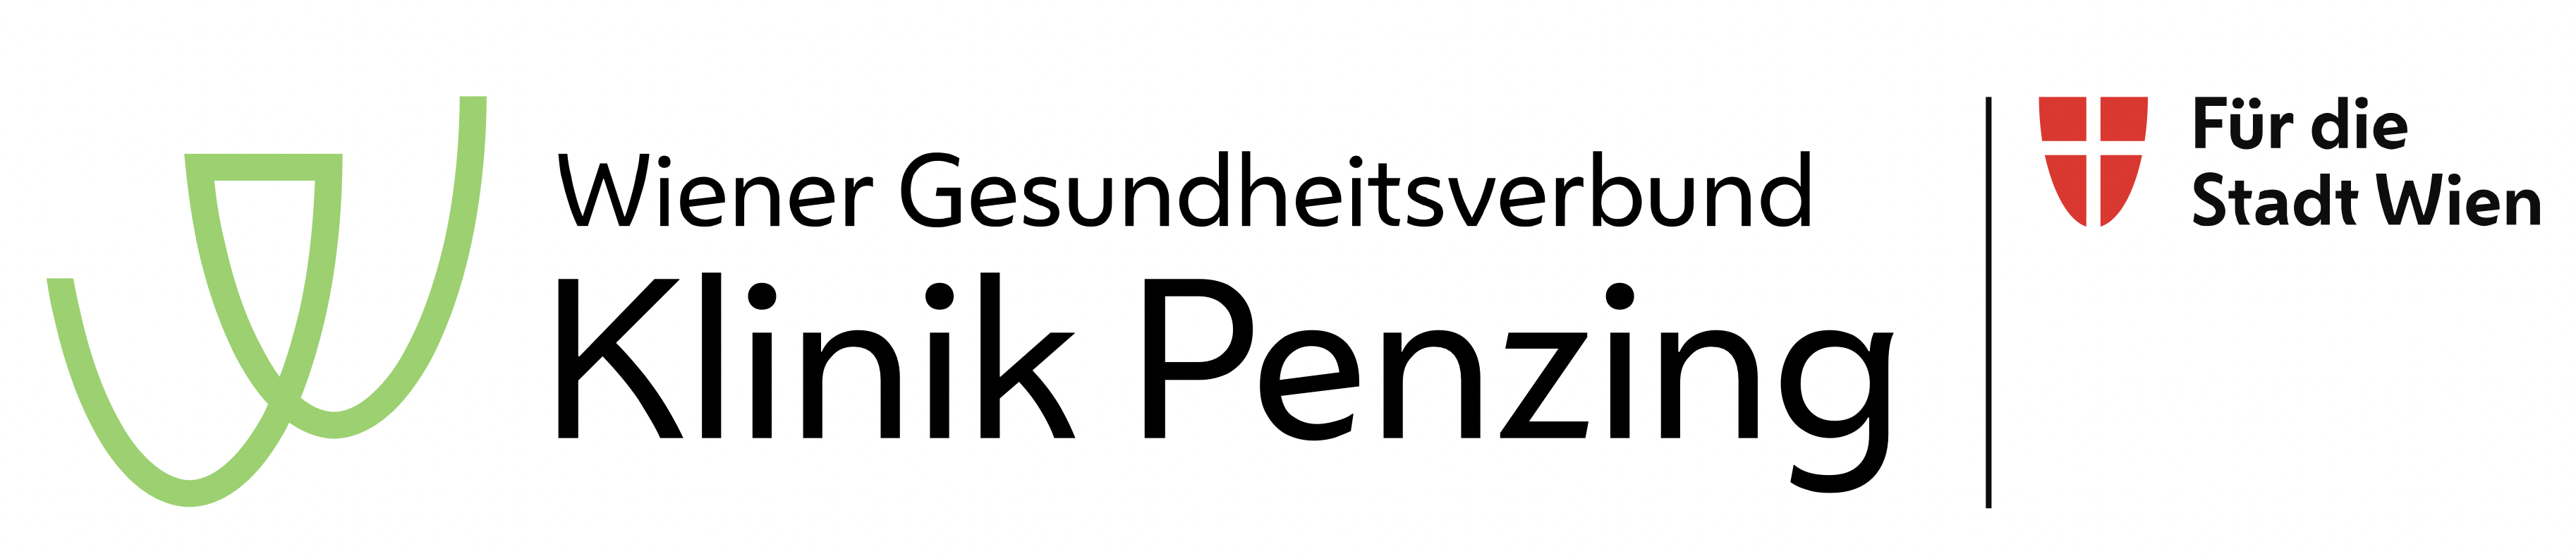 Wiener Gesundheitsverbund
Klinik Penzing
Für die
Stadt Wien